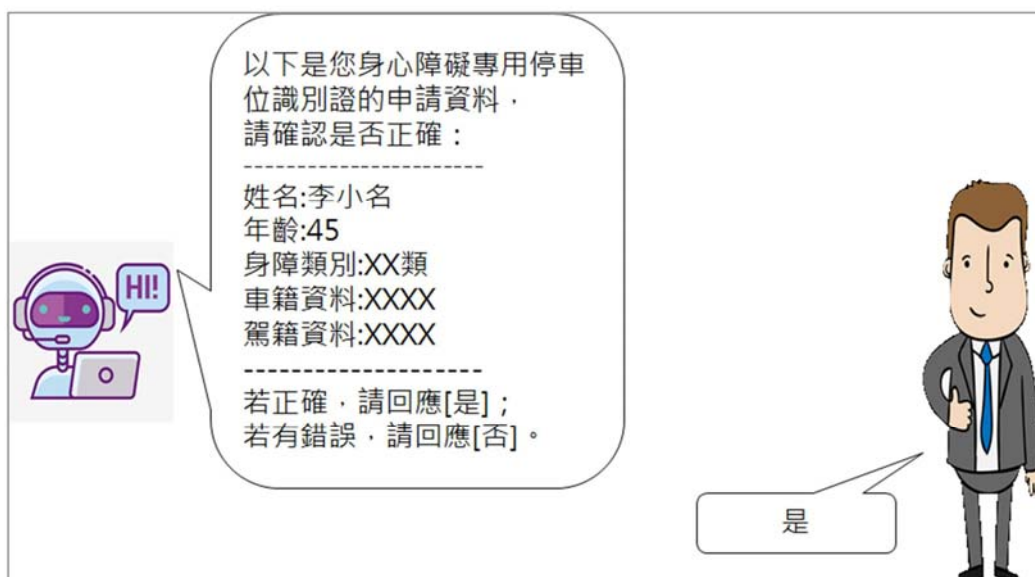 以下是您身心障礙專用停車
位識別證的申請資料，
請確認是否正確：
------------------------
姓名:李小名
年齡:45
身障類別:XX類
車籍資料:XXXX
駕籍資料:XXXX
--------------------
若正確，請回應[是]；
若有錯誤，請回應[否]。
HI!
是